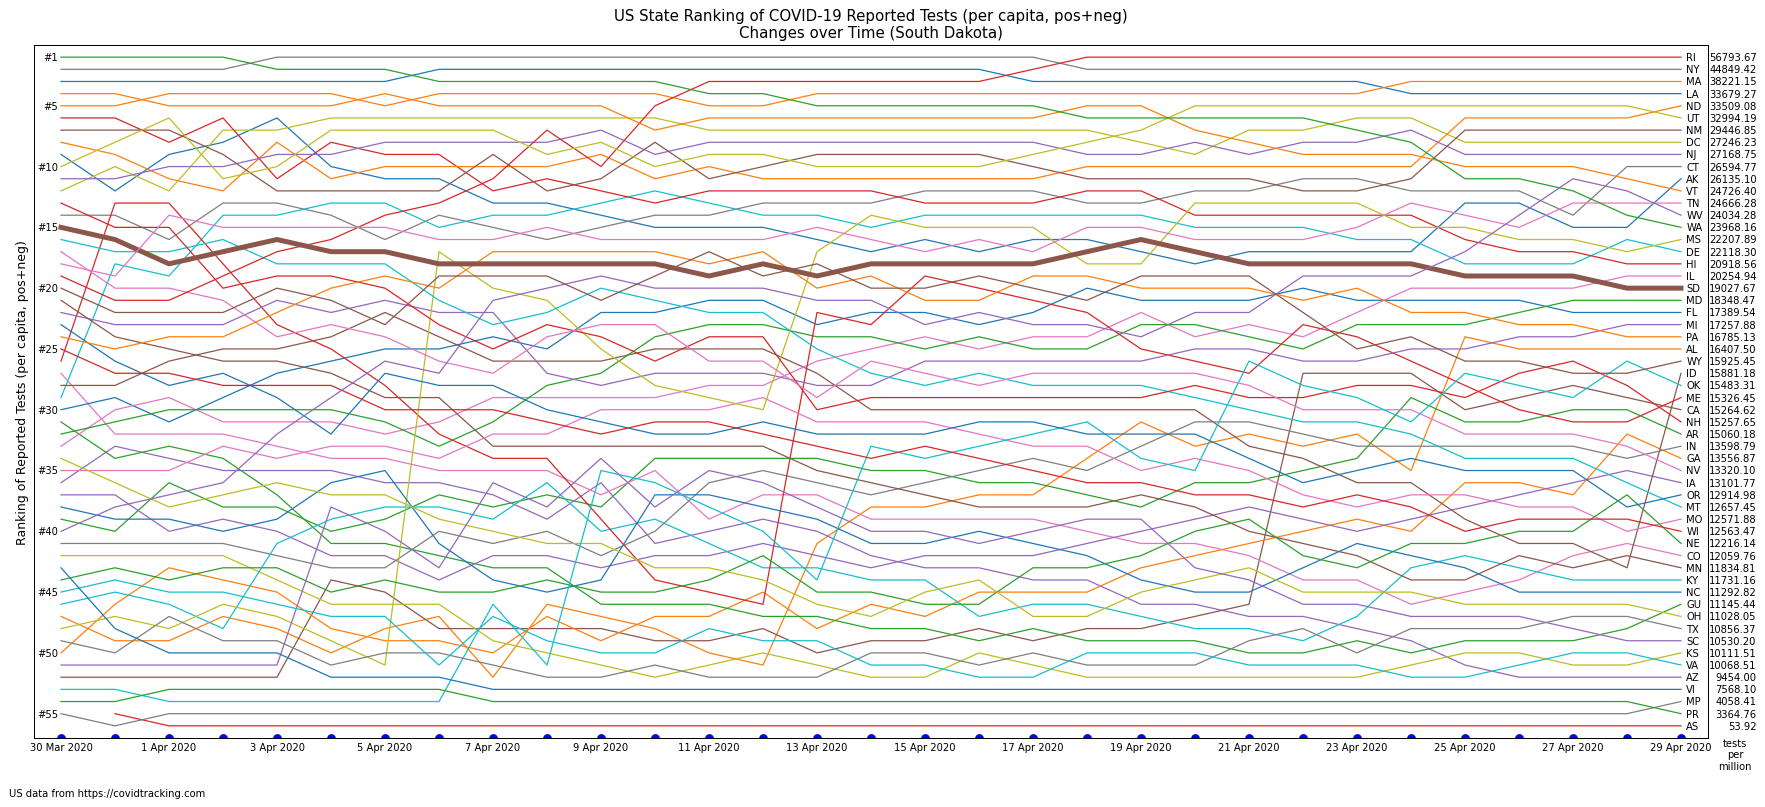 US State Ranking of COVID-19 Reported Tests (per capita, pos+neg)
Changes over Time (South Dakota)
Ranking of Reported Tests (per capita, pos+neg)
#1
#5
#10
#15
#20
#25
#30
#35
#40
#45
#50
#55
RI 56793.67
NY 44849.42
MA 38221.15
LA 33679.27
ND 33509.08
UT 32994.19
NM 29446.85
DC 27246.23
NJ 27168.75
CT 26594.77
AK 26135.10
VT 24726.40
TN 24666.28
WV 24034.28
WA 23968.16
MS 22207.89
DE 22118.30
HI 20918.56
IL 20254.94
SD 19027.67
MD 18348.47
FL 17389.54
MI 17257.88
PA 16785.13
AL 16407.50
WY 15925.45
ID 15881.18
OK 15483.31
ME 15326.45
CA 15264.62
NH 15257.65
AR 15060.18
IN 13598.79
GA 13556.87
NV 13320.10
IA 13101.77
OR 12914.98
MT 12657.45
MO 12571.88
WI 12563.47
NE 12216.14
CO 12059.76
MN 11834.81
KY 11731.16
NC 11292.82
GU 11145.44
OH 11028.05
TX 10856.37
SC 10530.20
KS 10111.51
VA 10068.51
AZ 9454.00
VI 7568.10
MP 4058.41
PR 3364.76
AS 53.92
30 Mar 2020 1 Apr 2020 3 Apr 2020 5 Apr 2020 7 Apr 2020 9 Apr 2020 11 Apr 2020 13 Apr 2020 15 Apr 2020 17 Apr 2020 19 Apr 2020 21 Apr 2020 23 Apr 2020 25 Apr 2020 27 Apr 2020 29 Apr 2020
tests
per
million
US data from https://covidtracking.com